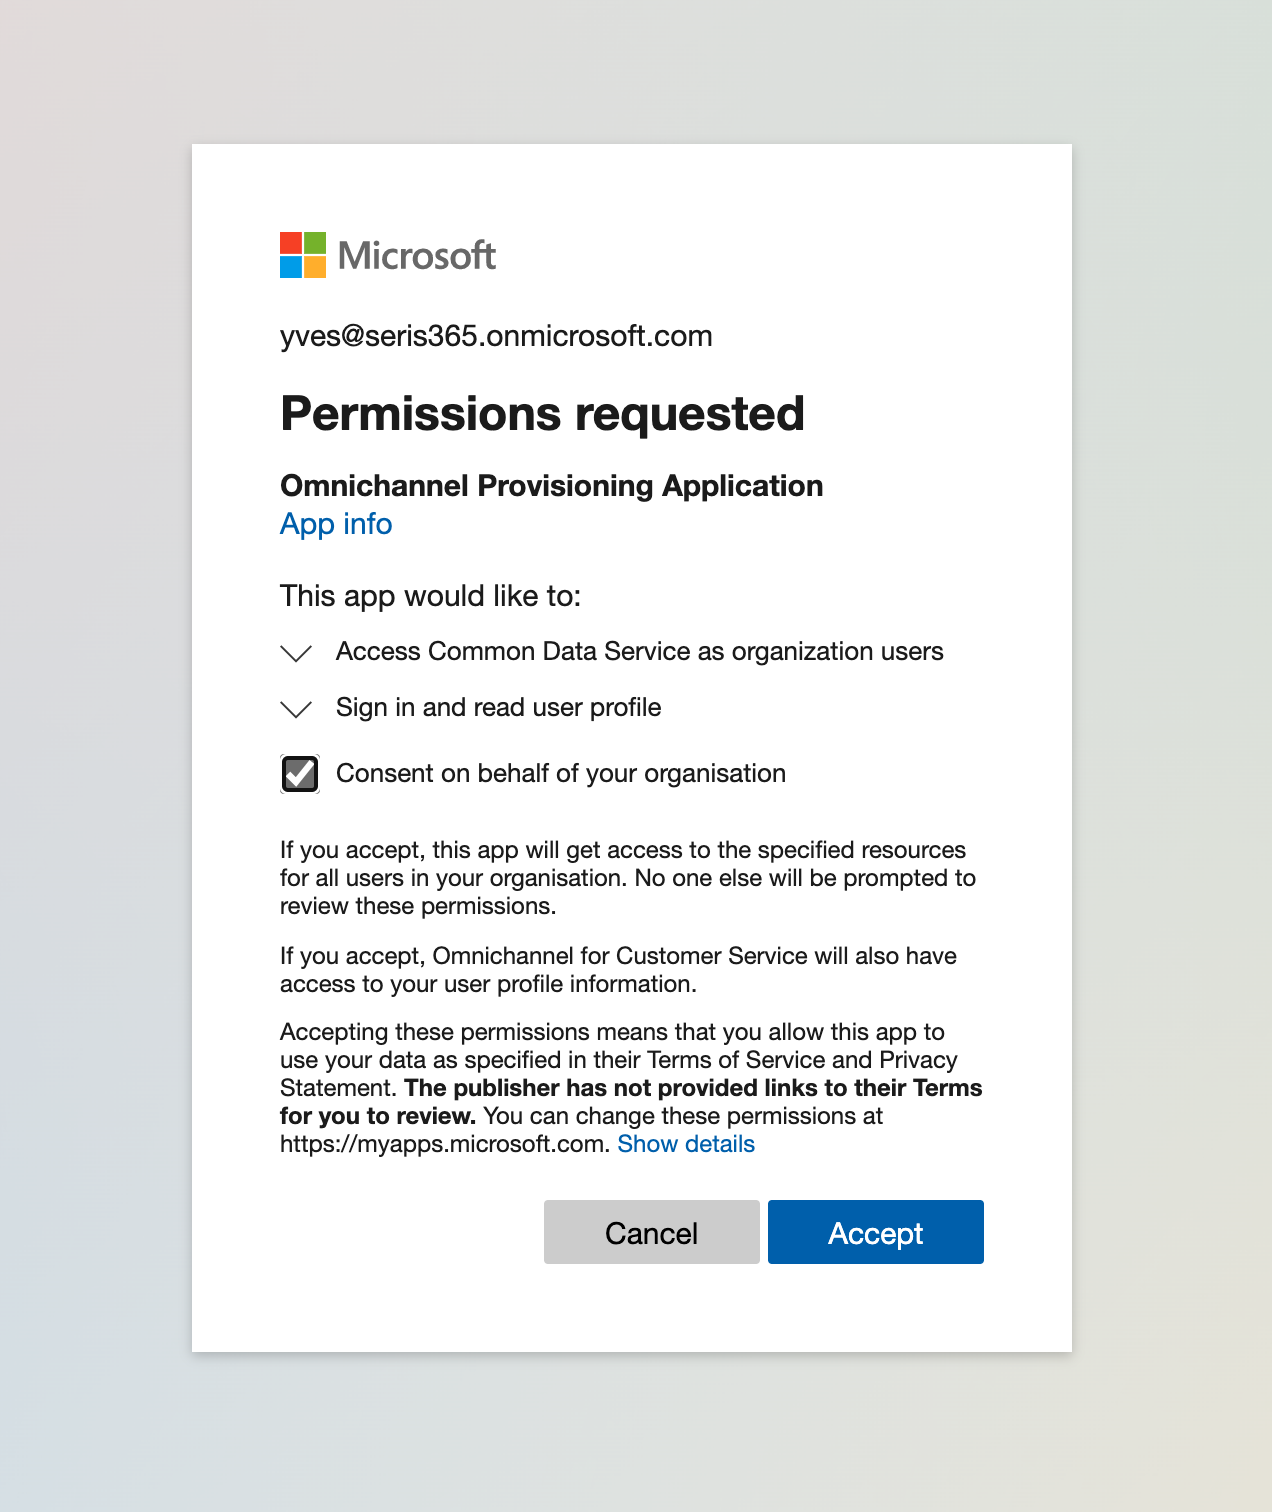 Microsoft
yves@seris365.onmicrosoft.com
Permissions requested
Omnichannel Provisioning Application
App info
This app would like to:
Access Common Data Service as organization users
Sign in and read user profile
Consent on behalf of your organisation
If you accept, this app will get access to the specified resources
for all users in your organisation. No one else will be prompted to
review these permissions.
If you accept, Omnichannel for Customer Service will also have
access to your user profile information.
Accepting these permissions means that you allow this app to
use your data as specified in their Terms of Service and Privacy
Statement. The publisher has not provided links to their Terms
for you to review. You can change these permissions at
https://myapps.microsoft.com. Show details
Cancel Accept